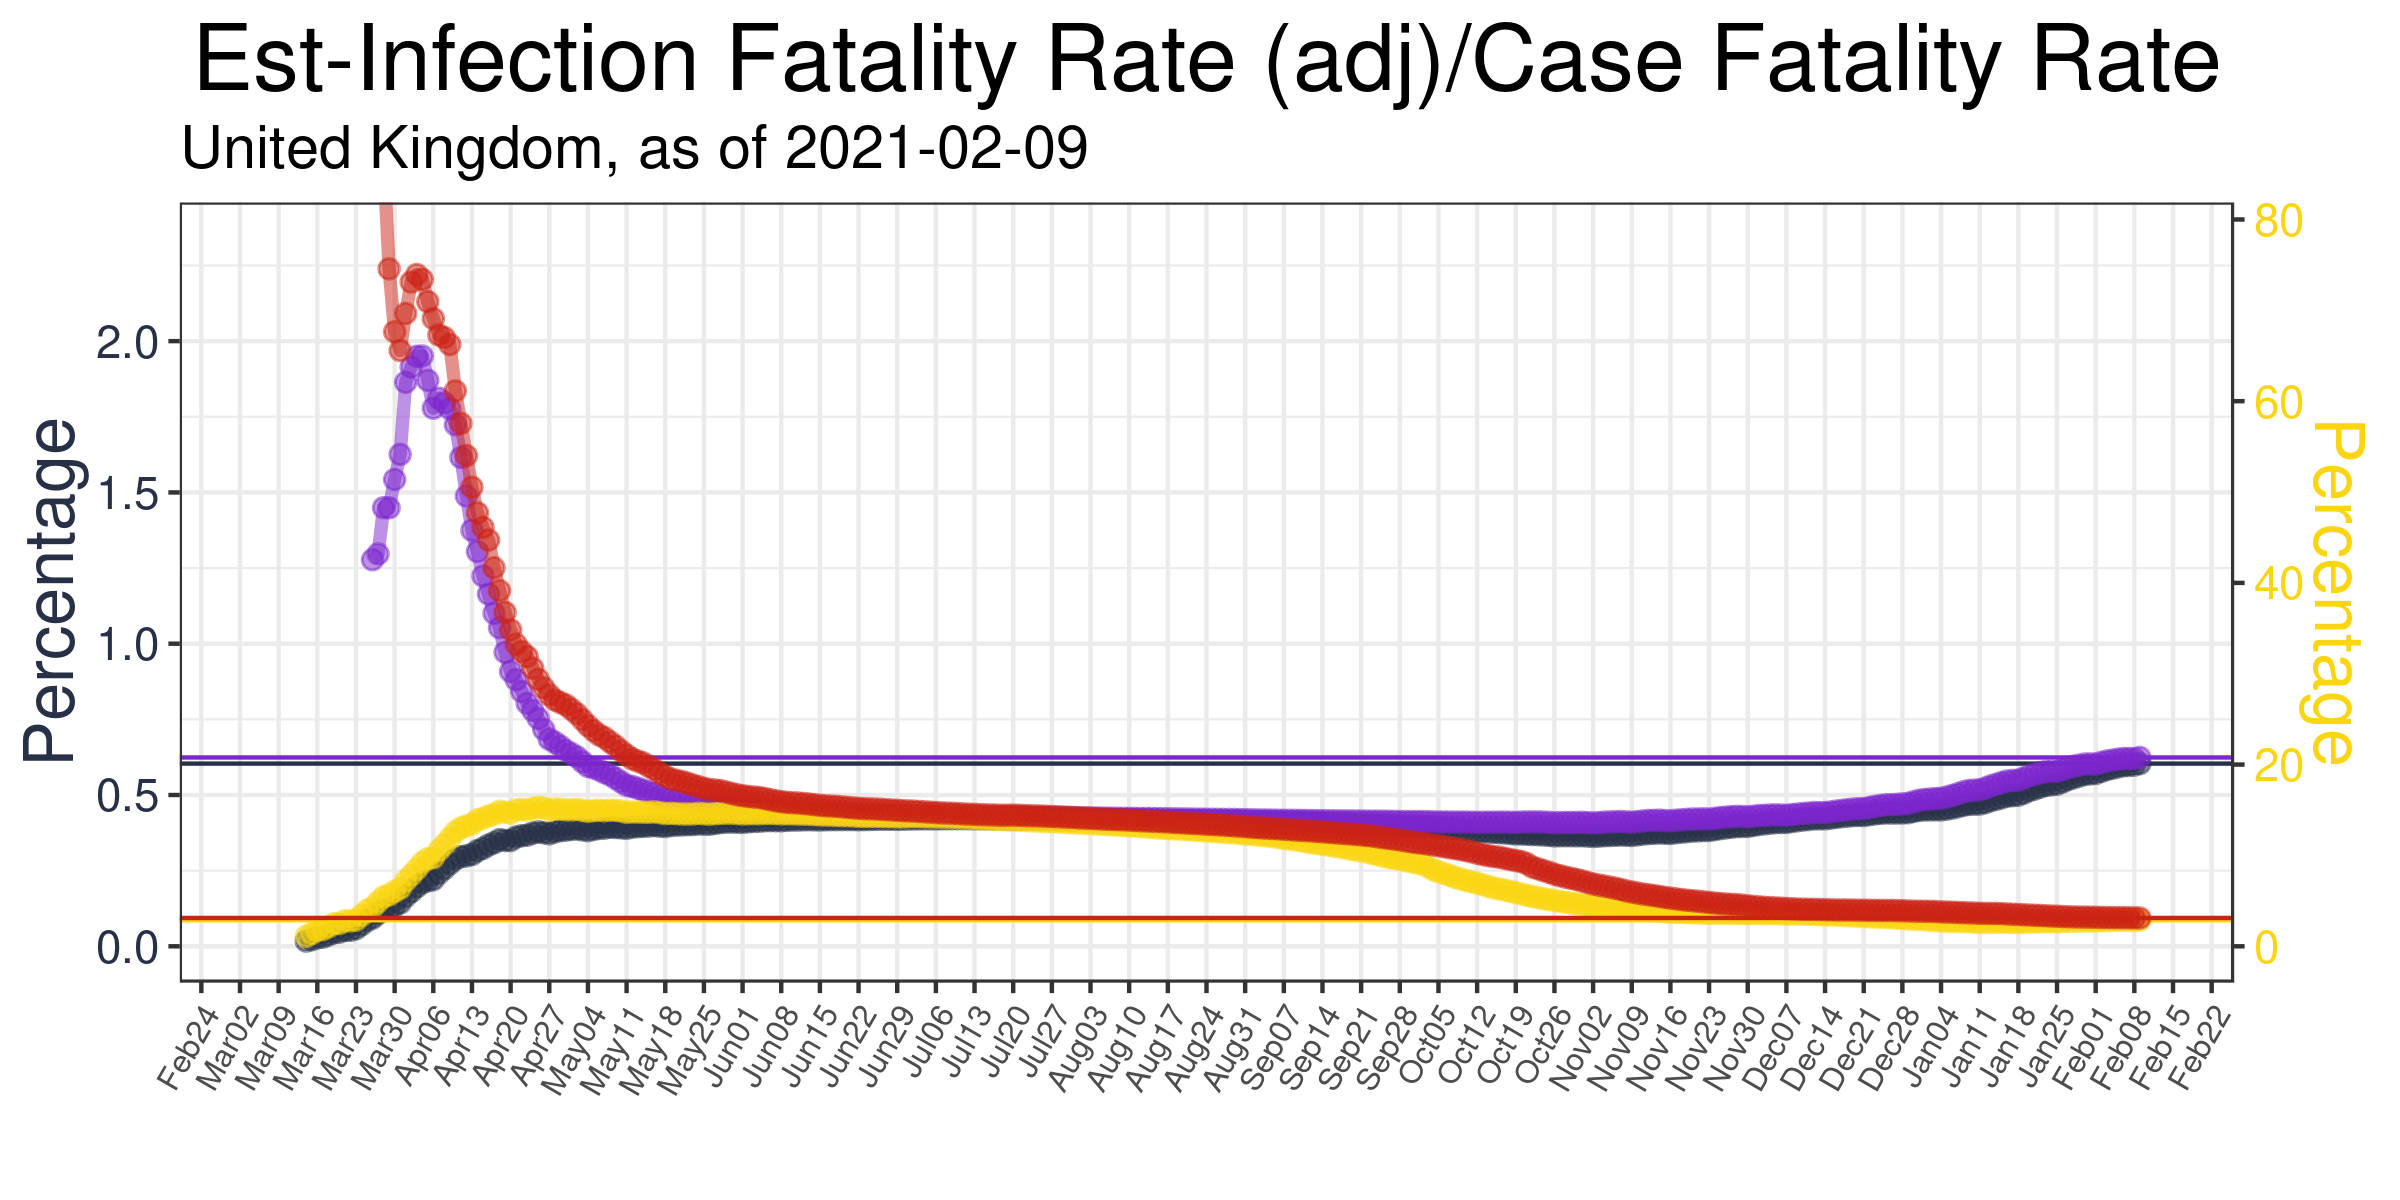 Est-Infection Fatality Rate (adj)/Case Fatality Rate
United Kingdom, as of 2021-02-09
Percentage
2.0
1.5
1.0
0.5
0.0
80
60
40
20
0
Percentage
Feb24 Mar02 Mar09 Mar16 Mar23 Mar30 Apr06 Apr13 Apr20 Apr27 May04 May11 May18 May25 Jun01 Jun08 Jun15 Jun22 Jun29 Jul06 Jul13 Jul20 Jul27 Aug03 Aug10 Aug17 Aug24 Aug31 Sep07 Sep14 Sep21 Sep28 Oct05 Oct12 Oct19 Oct26 Nov02 Nov09 Nov16 Nov23 Nov30 Dec07 Dec14 Dec21 Dec28 Jan04 Jan11 Jan18 Jan25 Feb01 Feb08 Feb15 Feb22